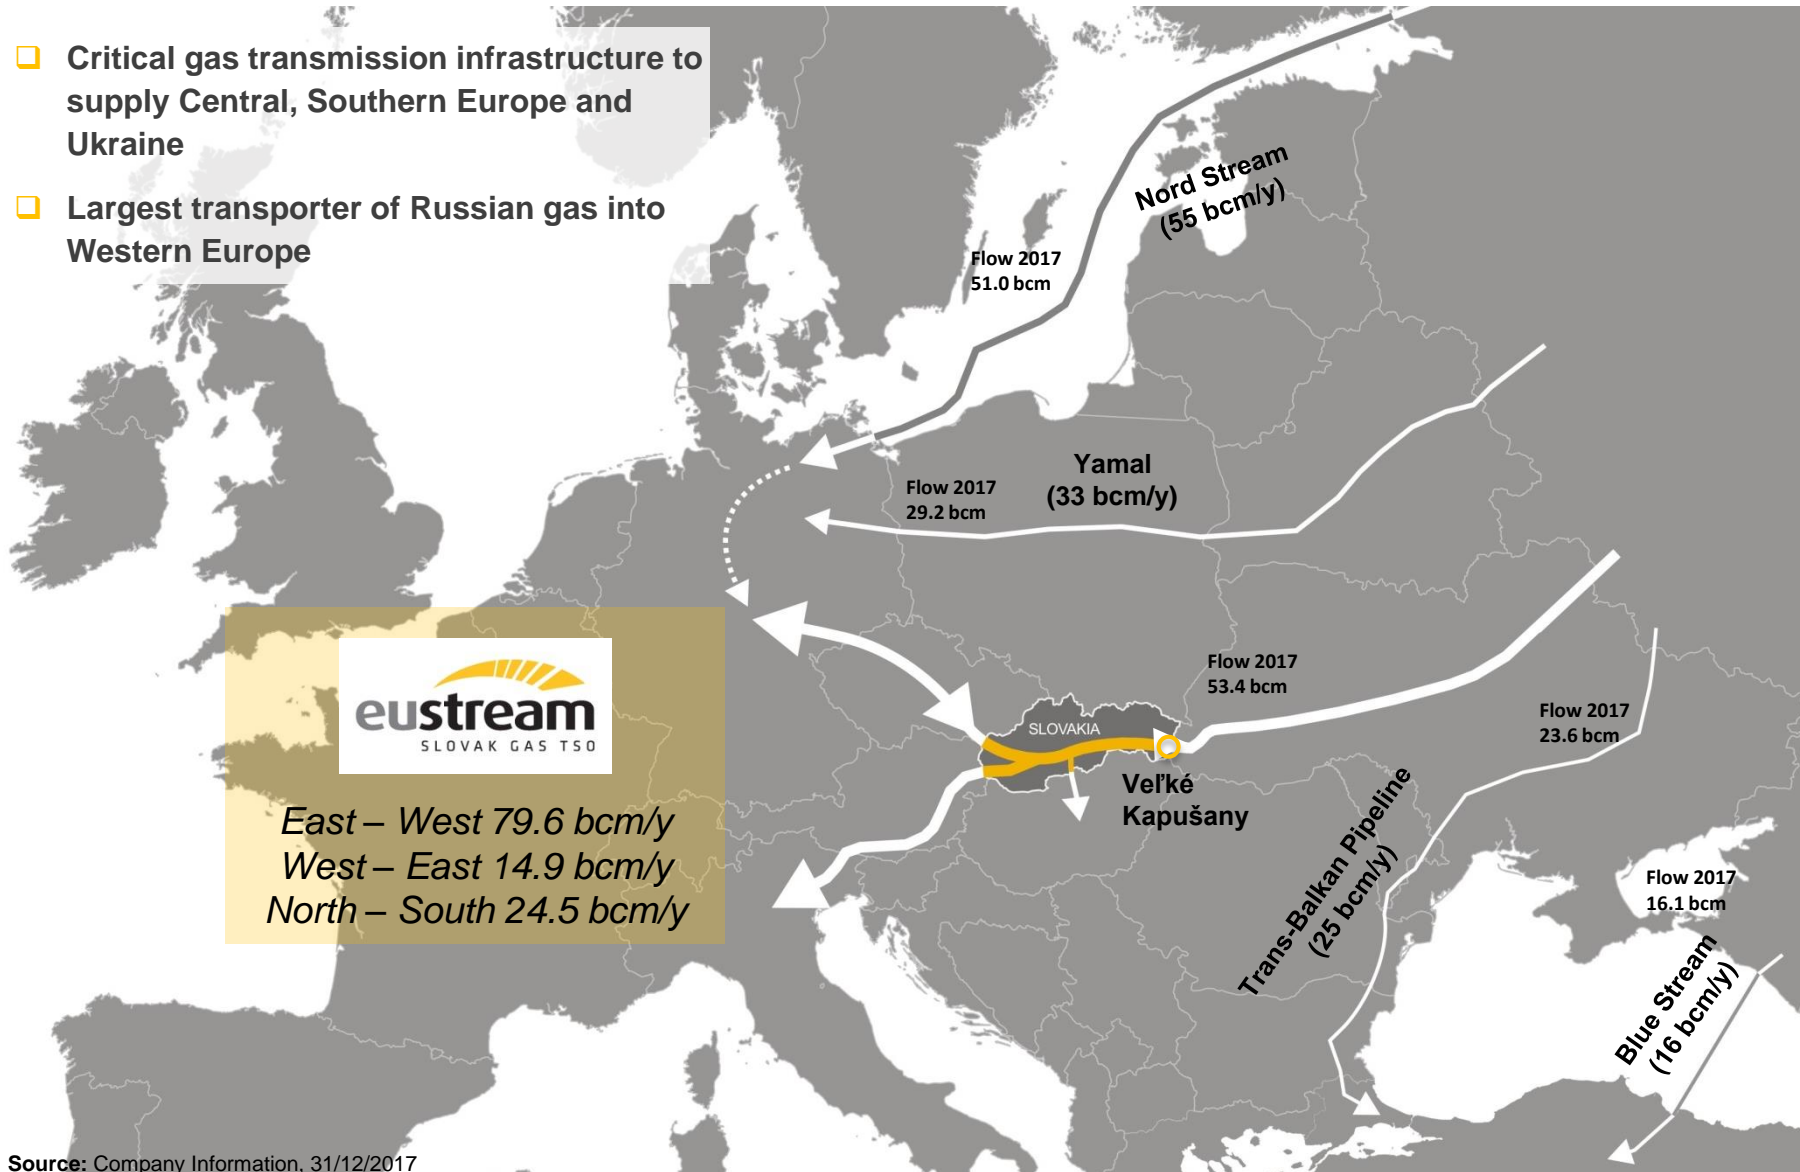 Critical gas transmission infrastructure to
supply Central, Southern Europe and
Ukraine
Largest transporter of Russian gas into
Western Europe
Nord Stream
(55 bcm/y)
Flow 2017
51.0 bcm
Yamal
(33 bcm/y)
Flow 2017
29.2 bcm
Flow 2017
53.4 bcm
Flow 2017
23.6 bcm
SLOVAKIA
Veľké
Kapušany
eustream
SLOVAK GAS TSO
East – West 79.6 bcm/y
West – East 14.9 bcm/y
North – South 24.5 bcm/y
Trans-Balkan Pipeline
(25 bcm/y)
Flow 2017
16.1 bcm
Blue Stream
(16 bcm/y)
Source: Company Information, 31/12/2017